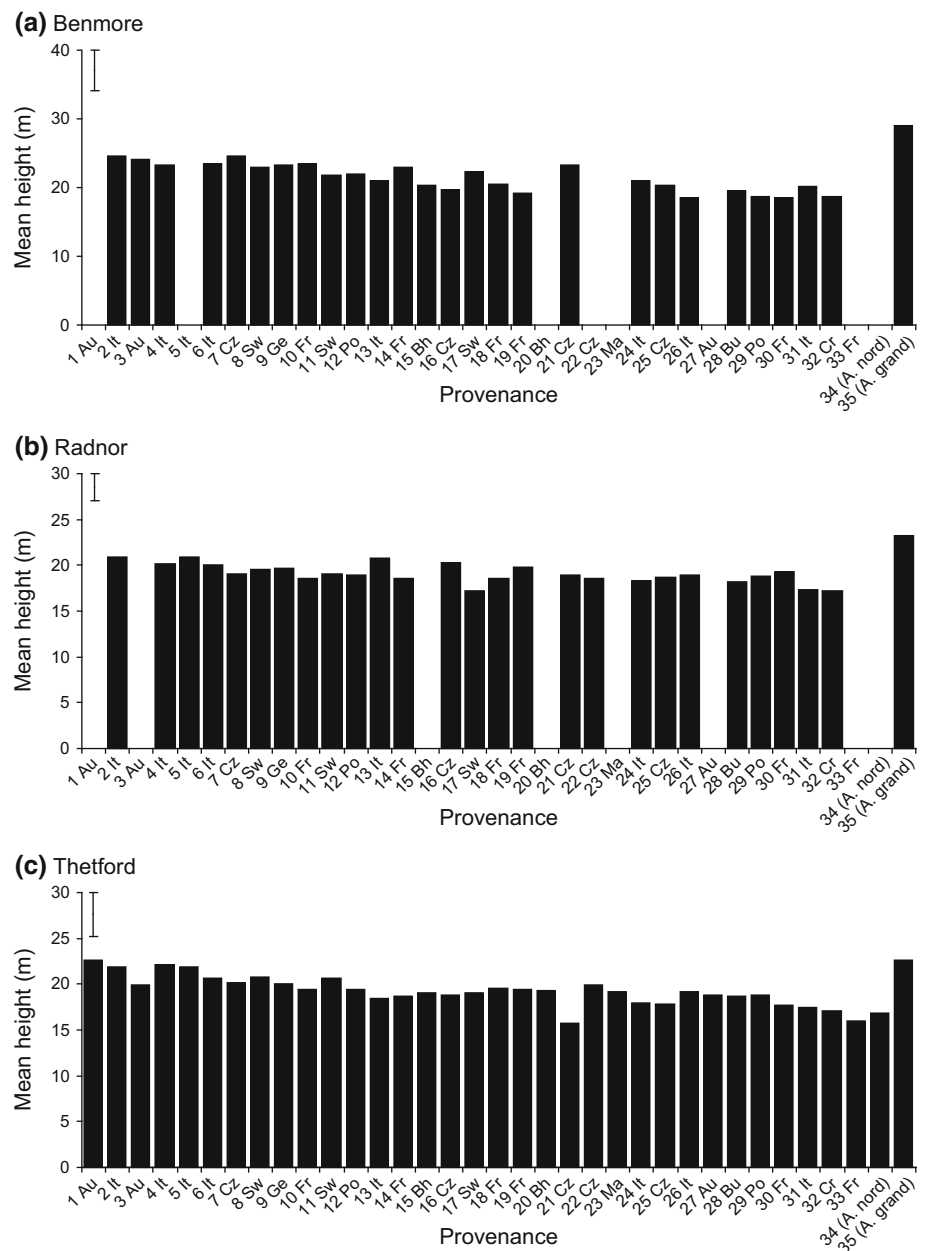 (a) Benmore
40
30
20
10
0
Mean height (m)
1 Au 2 It 3 Au 4 It 5 It 6 It 7 Cz 8 Sw 9 Ge 10 Fr 11 Sw 12 Po 13 It 14 Fr 15 Bh 16 Cz 17 Sw 18 Fr 19 Fr 20 Bh 21 Cz 22 Cz 23 Ma 24 It 25 Cz 26 It 27 Au 28 Bu 29 Po 30 Fr 31 It 32 Cr 33 Fr 34 (A. nord) 35 (A. grand)
Provenance
(b) Radnor
30
25
20
15
10
5
0
Mean height (m)
1 Au 2 It 3 Au 4 It 5 It 6 It 7 Cz 8 Sw 9 Ge 10 Fr 11 Sw 12 Po 13 It 14 Fr 15 Bh 16 Cz 17 Sw 18 Fr 19 Fr 20 Bh 21 Cz 22 Cz 23 Ma 24 It 25 Cz 26 It 27 Au 28 Bu 29 Po 30 Fr 31 It 32 Cr 33 Fr 34 (A. nord) 35 (A. grand)
Provenance
(c) Thetford
30
25
20
15
10
5
0
Mean height (m)
1 Au 2 It 3 Au 4 It 5 It 6 It 7 Cz 8 Sw 9 Ge 10 Fr 11 Sw 12 Po 13 It 14 Fr 15 Bh 16 Cz 17 Sw 18 Fr 19 Fr 20 Bh 21 Cz 22 Cz 23 Ma 24 It 25 Cz 26 It 27 Au 28 Bu 29 Po 30 Fr 31 It 32 Cr 33 Fr 34 (A. nord) 35 (A. grand)
Provenance